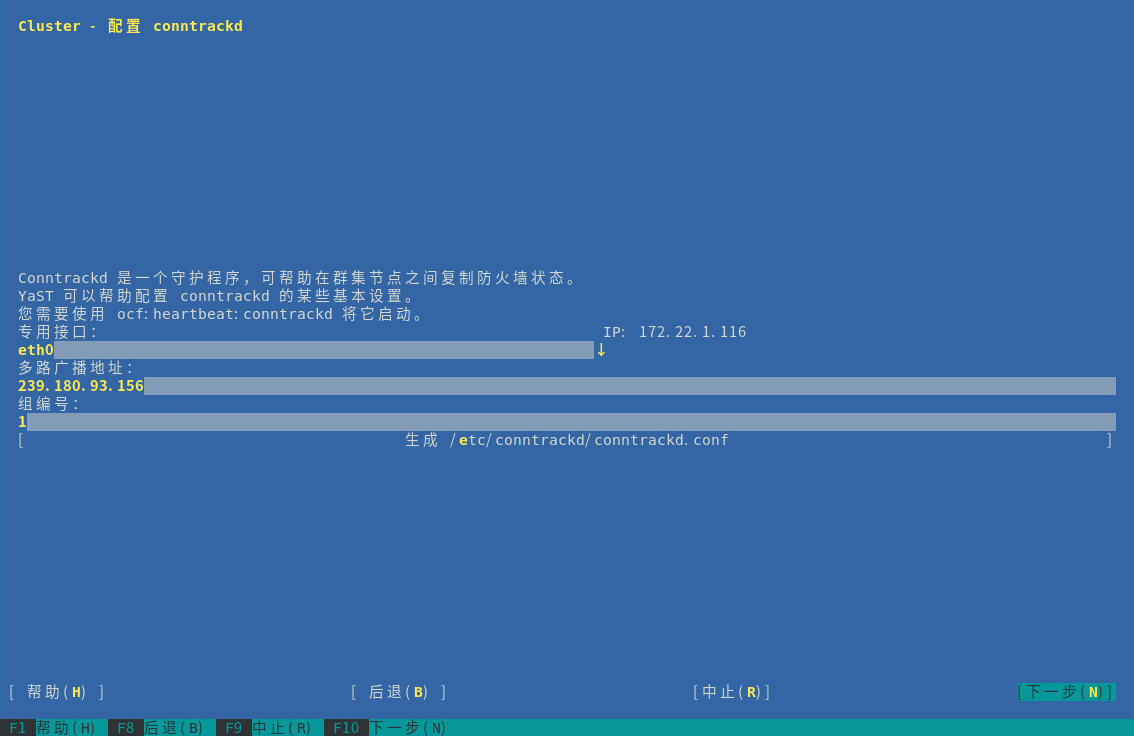 Cluster - 配置 conntrackd
Conntrackd 是一个守护程序，可帮助在群集节点之间复制防火墙状态。
YaST 可以帮助配置 conntrackd 的某些基本设置。
您需要使用 ocf:heartbeat:conntrackd 将它启动。
专用接口： IP: 172.22.1.116
eth0 ↓
多路广播地址：
239.180.93.156
组编号：
1
[ 生成 /etc/conntrackd/conntrackd.conf ]
[ 帮助(H) ] [ 后退(B) ] [中止(R)] [下一步(N)]
F1 帮助(H) F8 后退(B) F9 中止(R) F10 下一步(N)